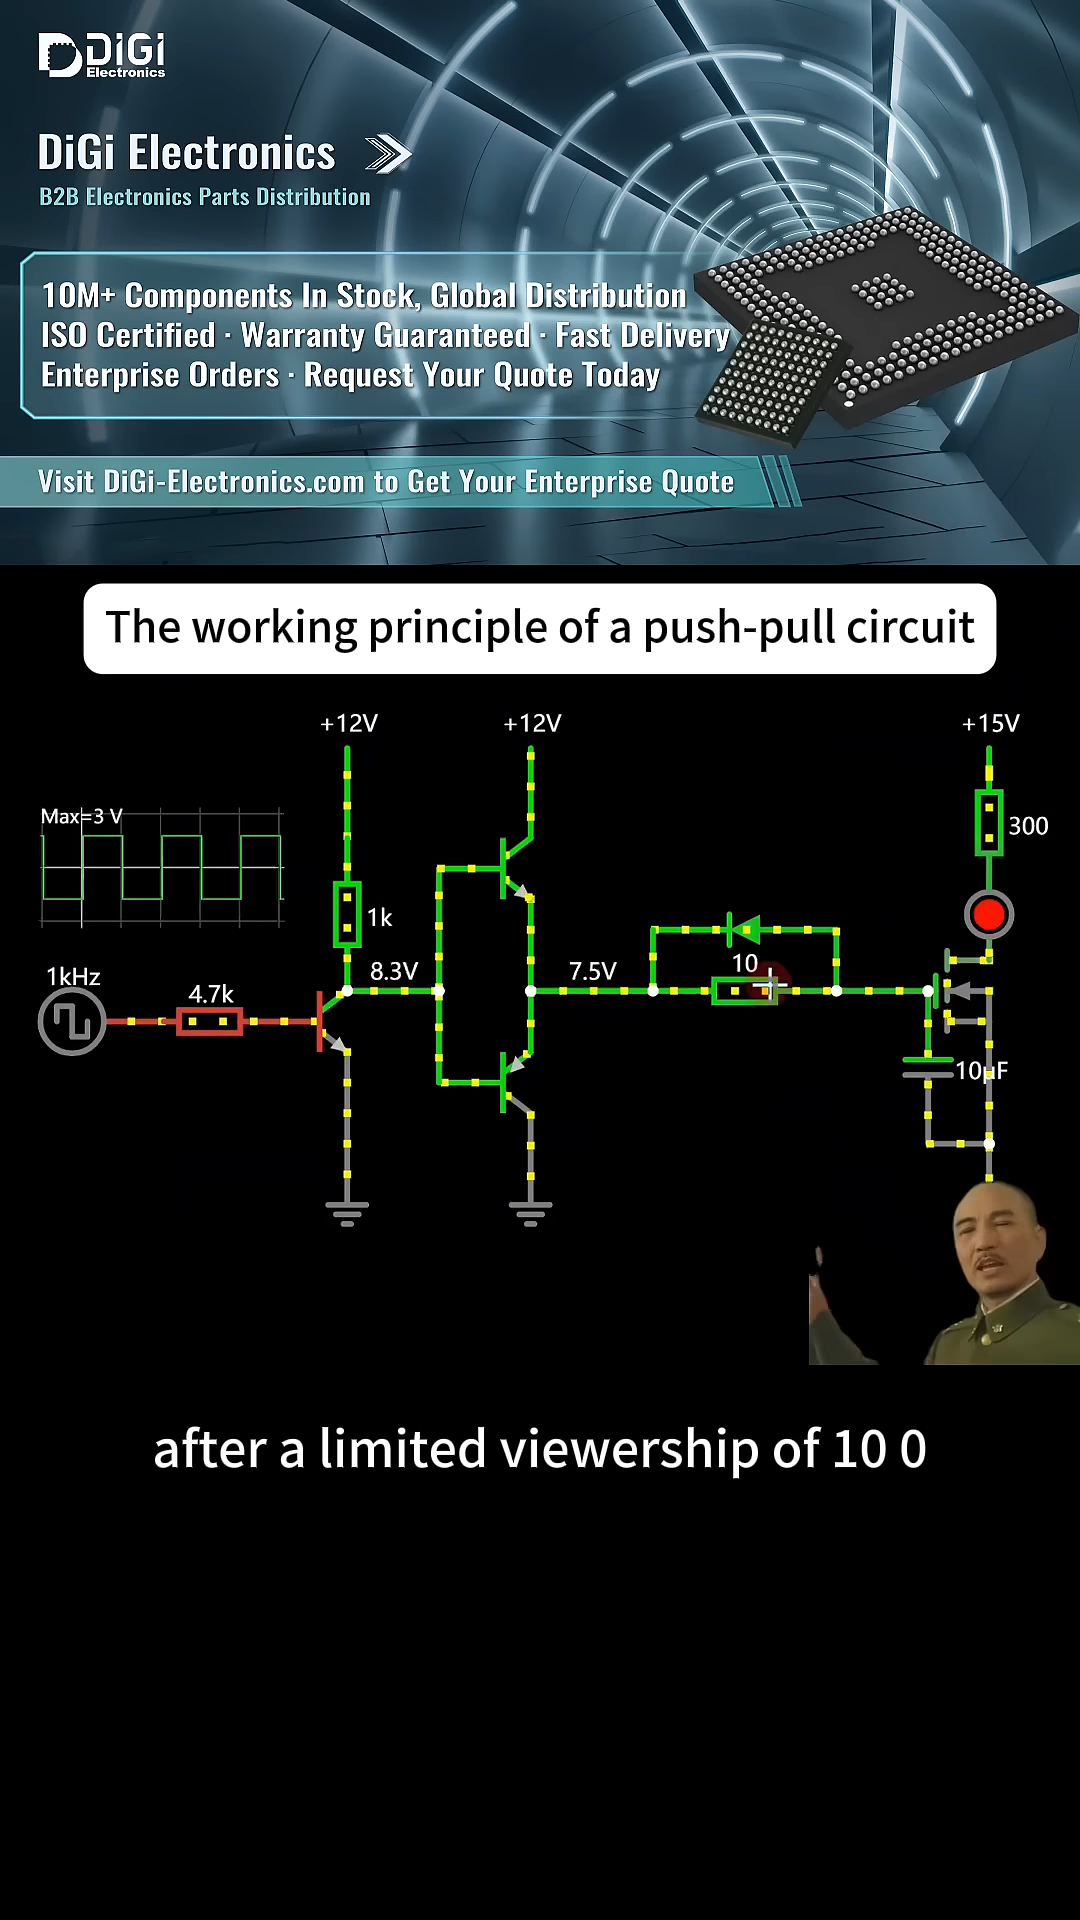 DiGi
Electronics
DiGi Electronics
B2B Electronics Parts Distribution
10M+ Components In Stock, Global Distribution
ISO Certified · Warranty Guaranteed · Fast Delivery
Enterprise Orders · Request Your Quote Today
Visit DiGi-Electronics.com to Get Your Enterprise Quote
The working principle of a push-pull circuit
+12V
+12V
+15V
Max=3 V
300
1k
8.3V
7.5V
10
1kHz
4.7k
10µF
after a limited viewership of 10 0